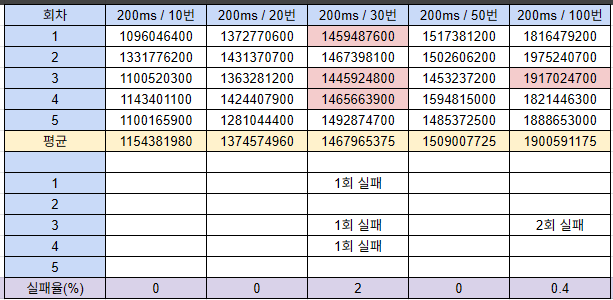 회차 200ms / 10번 200ms / 20번 200ms / 30번 200ms / 50번 200ms / 100번
1 1096046400 1372770600 1459487600 1517381200 1816479200
2 1331776200 1431370700 1467398100 1502606200 1975240700
3 1100520300 1363281200 1445924800 1453237200 1917024700
4 1143401100 1424407900 1465663900 1594815000 1821446300
5 1100165900 1281044400 1492874700 1485372500 1888653000
평균 1154381980 1374574960 1467965375 1509007725 1900591175
1 1회 실패
2
3 1회 실패 2회 실패
4 1회 실패
5
실패율(%) 0 0 2 0 0.4